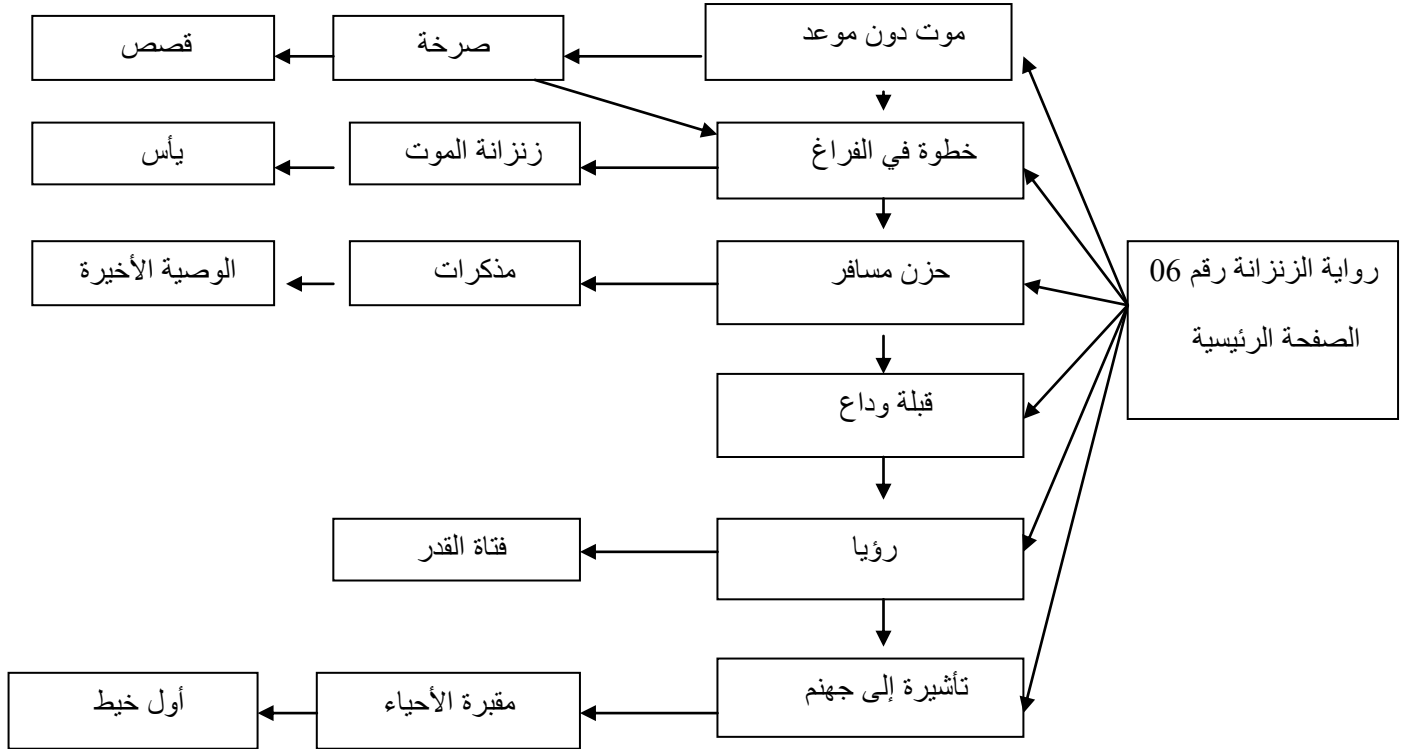 موت دون موعد
صرخة
قصص
خطوة في الفراغ
زنزانة الموت
يأس
رواية الزنزانة رقم 06
الصفحة الرئيسية
حزن مسافر
مذكرات
الوصية الأخيرة
قبلة وداع
رؤيا
فتاة القدر
تأشيرة إلى جهنم
مقبرة الأحياء
أول خيط